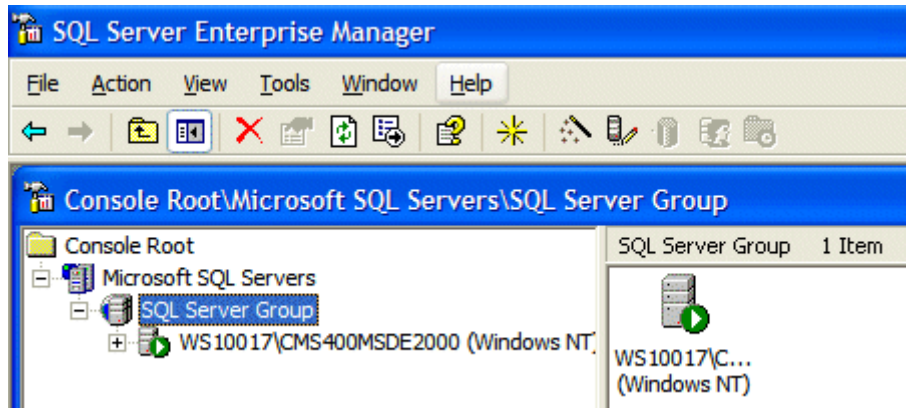 SQL Server Enterprise Manager
File Action View Tools Window Help
Console Root\Microsoft SQL Servers\SQL Server Group
Console Root
Microsoft SQL Servers
SQL Server Group
WS10017\CMS400MSDE2000 (Windows NT)
SQL Server Group 1 Item
WS10017\C...
(Windows NT)